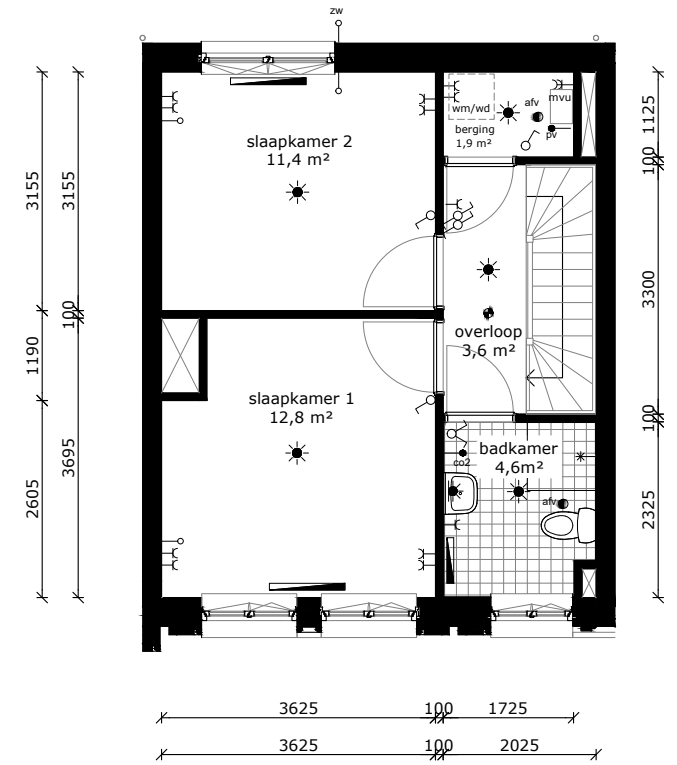 zw
slaapkamer 2
11,4 m²
wm/wd
afv
mvu
berging
1,9 m²
pv
overloop
3,6 m²
slaapkamer 1
12,8 m²
badkamer
4,6m²
co2
afv
3155
1190
2605
3155
100
3695
1125
100
3300
100
2325
3625
100
1725
3625
100
2025